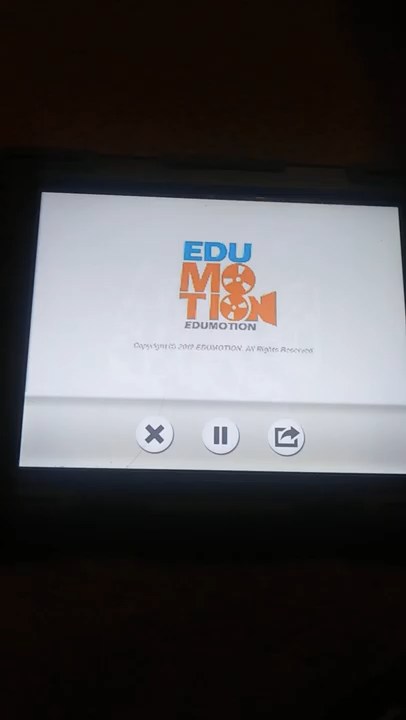 EDU
MO
TION
EDUMOTION
Copyright(c) 2012 EDUMOTION. All Rights Reserved.